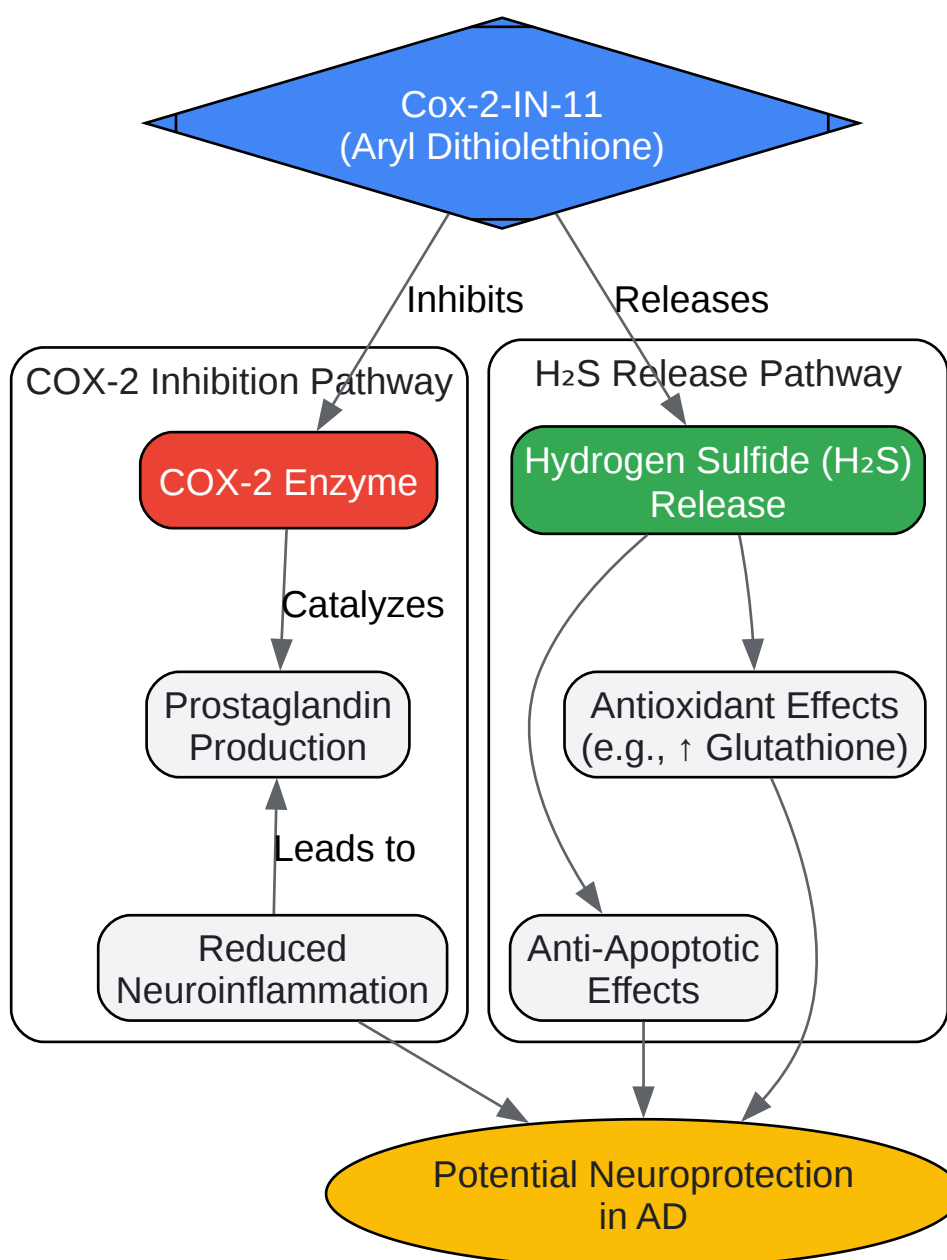 Cox-2-IN-11
(Aryl Dithiolethione)
Inhibits
Releases
COX-2 Inhibition Pathway
COX-2 Enzyme
Catalyzes
Prostaglandin
Production
Leads to
Reduced
Neuroinflammation
H₂S Release Pathway
Hydrogen Sulfide (H₂S)
Release
Antioxidant Effects
(e.g., ↑ Glutathione)
Anti-Apoptotic
Effects
Potential Neuroprotection
in AD